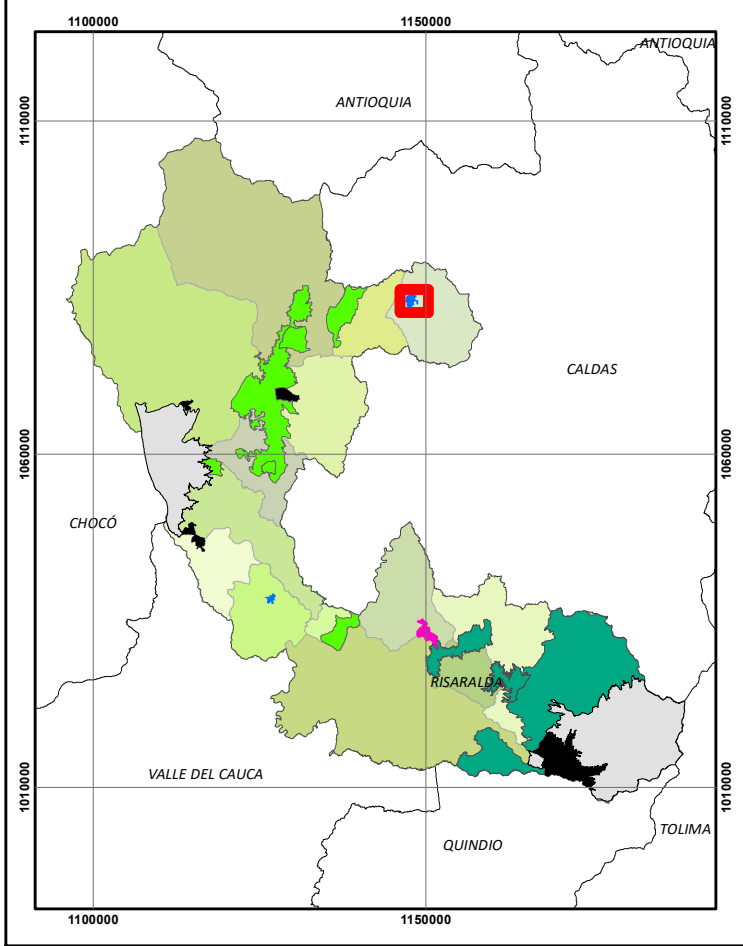 1100000 1150000
ANTIOQUIA
ANTIOQUIA
1110000 1110000
CALDAS
1060000 1060000
CHOCÓ
RISARALDA
VALLE DEL CAUCA
1010000 1010000
TOLIMA
QUINDIO
1100000 1150000